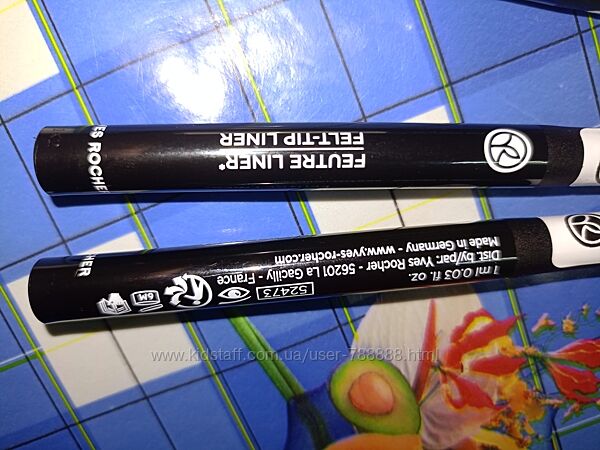 ES ROCHER
FEUTRE LINER*
FELT-TIP LINER
YR
HER
1 ml 0.03 fl. oz.
Dist by/par Yves Rocher - 56201 La Gacilly - France
Made in Germany - www.yves-rocher.com
52473
6M
www.kidstaff.com.ua/user-788888.html